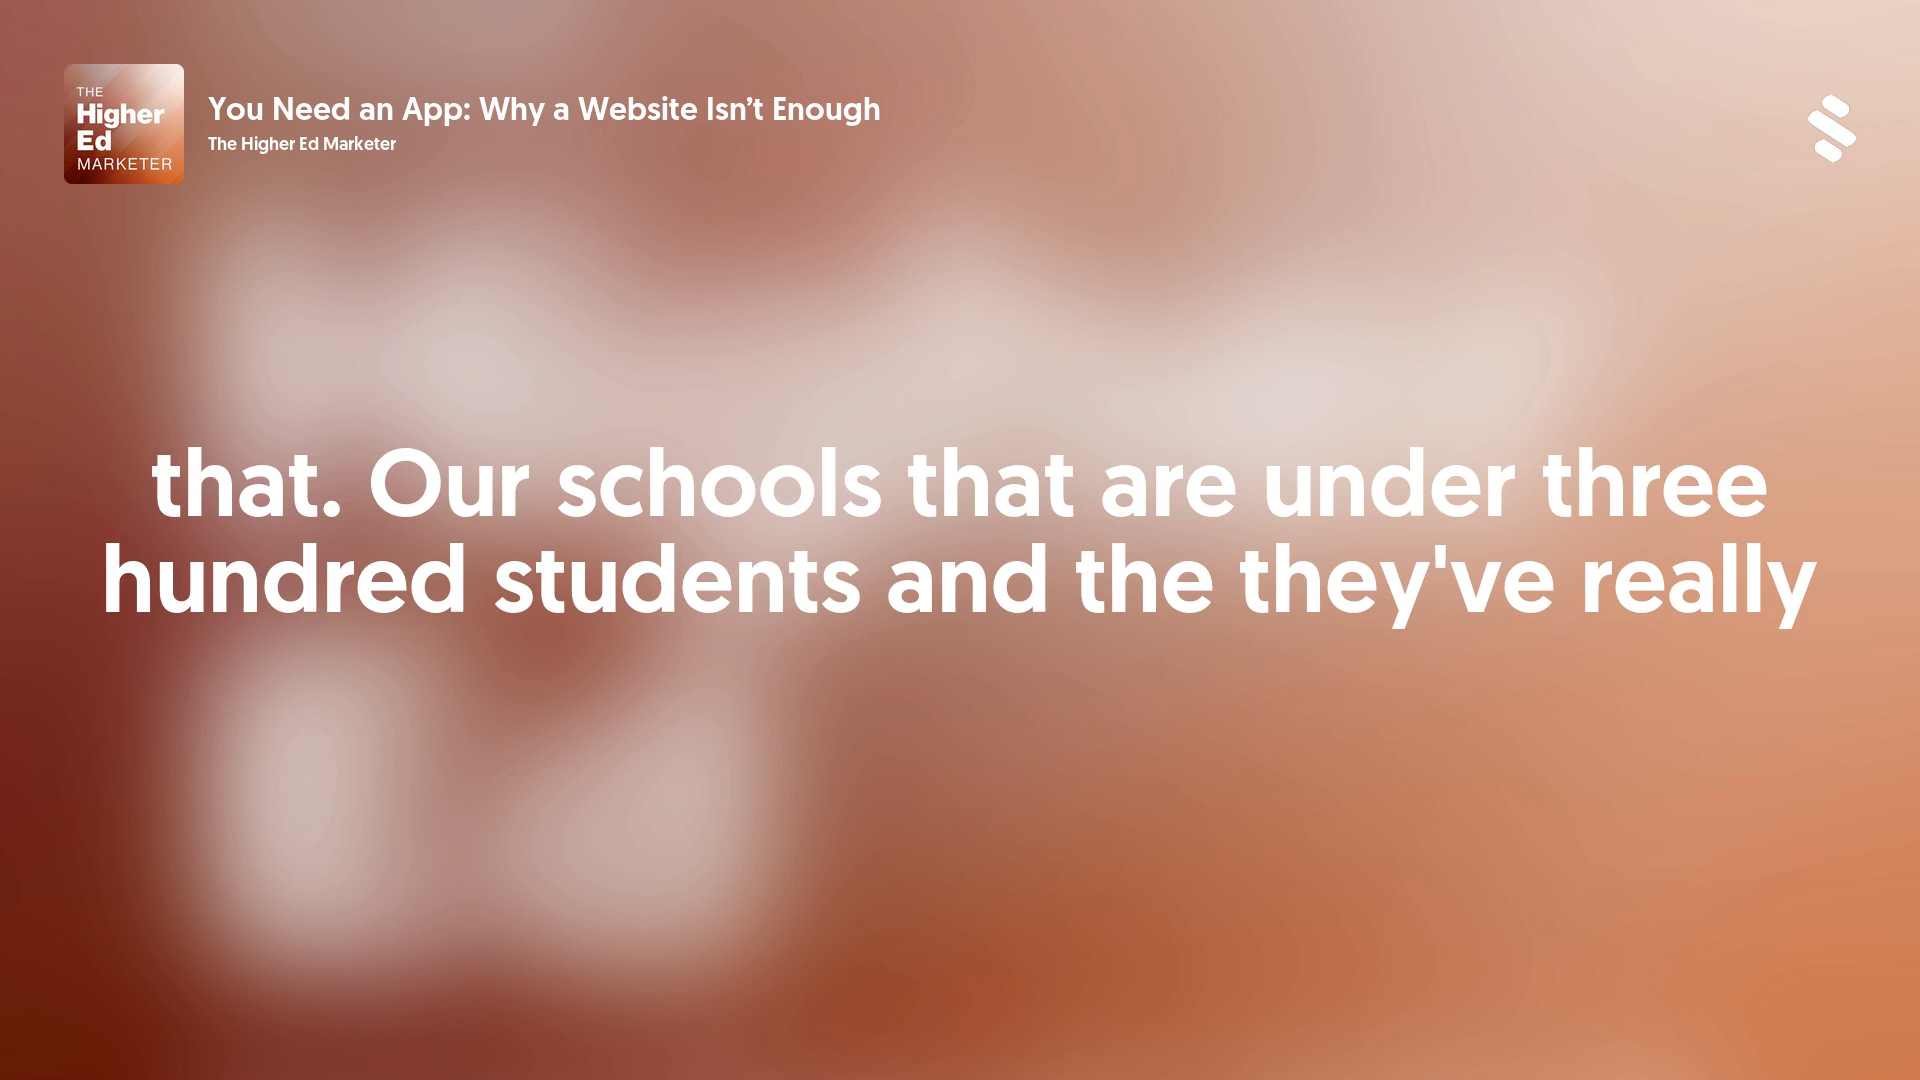 THE
Higher
Ed
MARKETER
You Need an App: Why a Website Isn’t Enough
The Higher Ed Marketer
that. Our schools that are under three
hundred students and the they've really